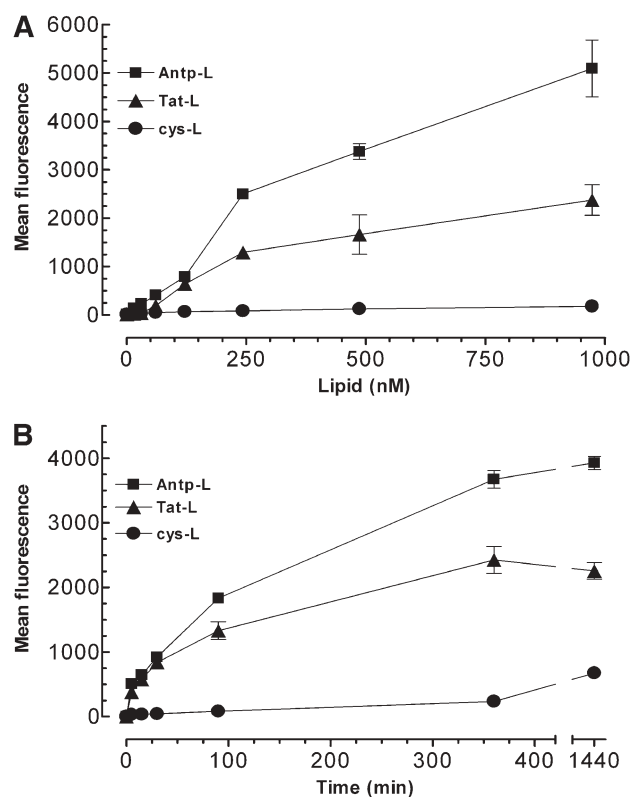 A
Mean fluorescence
6000
5000
4000
3000
2000
1000
0
Antp-L
Tat-L
cys-L
0 250 500 750 1000
Lipid (nM)
B
Mean fluorescence
4000
3000
2000
1000
0
Antp-L
Tat-L
cys-L
0 100 200 300 400 1440
Time (min)